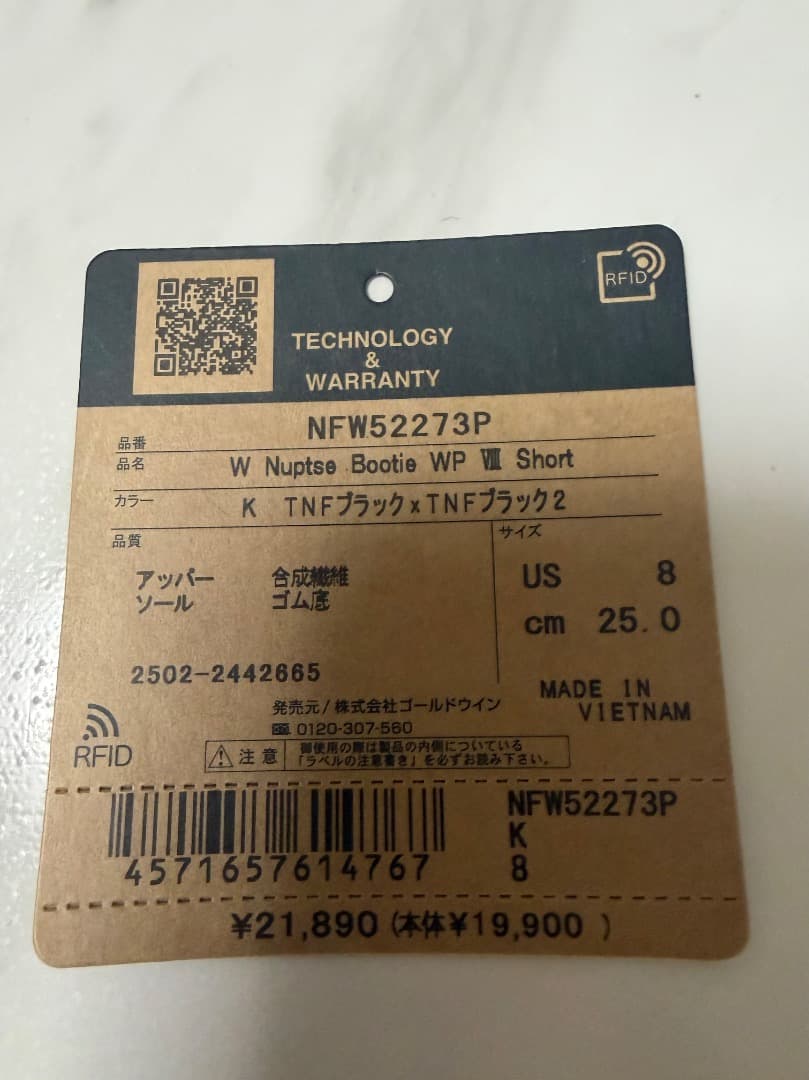 RFID
TECHNOLOGY
&
WARRANTY
品番 NFW52273P
品名 W Nuptse Bootie WP Ⅷ Short
カラー K TNFブラック×TNFブラック2
品質
アッパー 合成繊維
ソール ゴム底
サイズ
US 8
cm 25.0
2502-2442665
MADE IN
VIETNAM
発売元/株式会社ゴールドウイン
0120-307-560
RFID
注意 御使用の際は製品の内側についている
「ラベルの注意書き」を必ずお読み下さい。
4571657614767
NFW52273P
K
8
¥21,890 (本体¥19,900 )